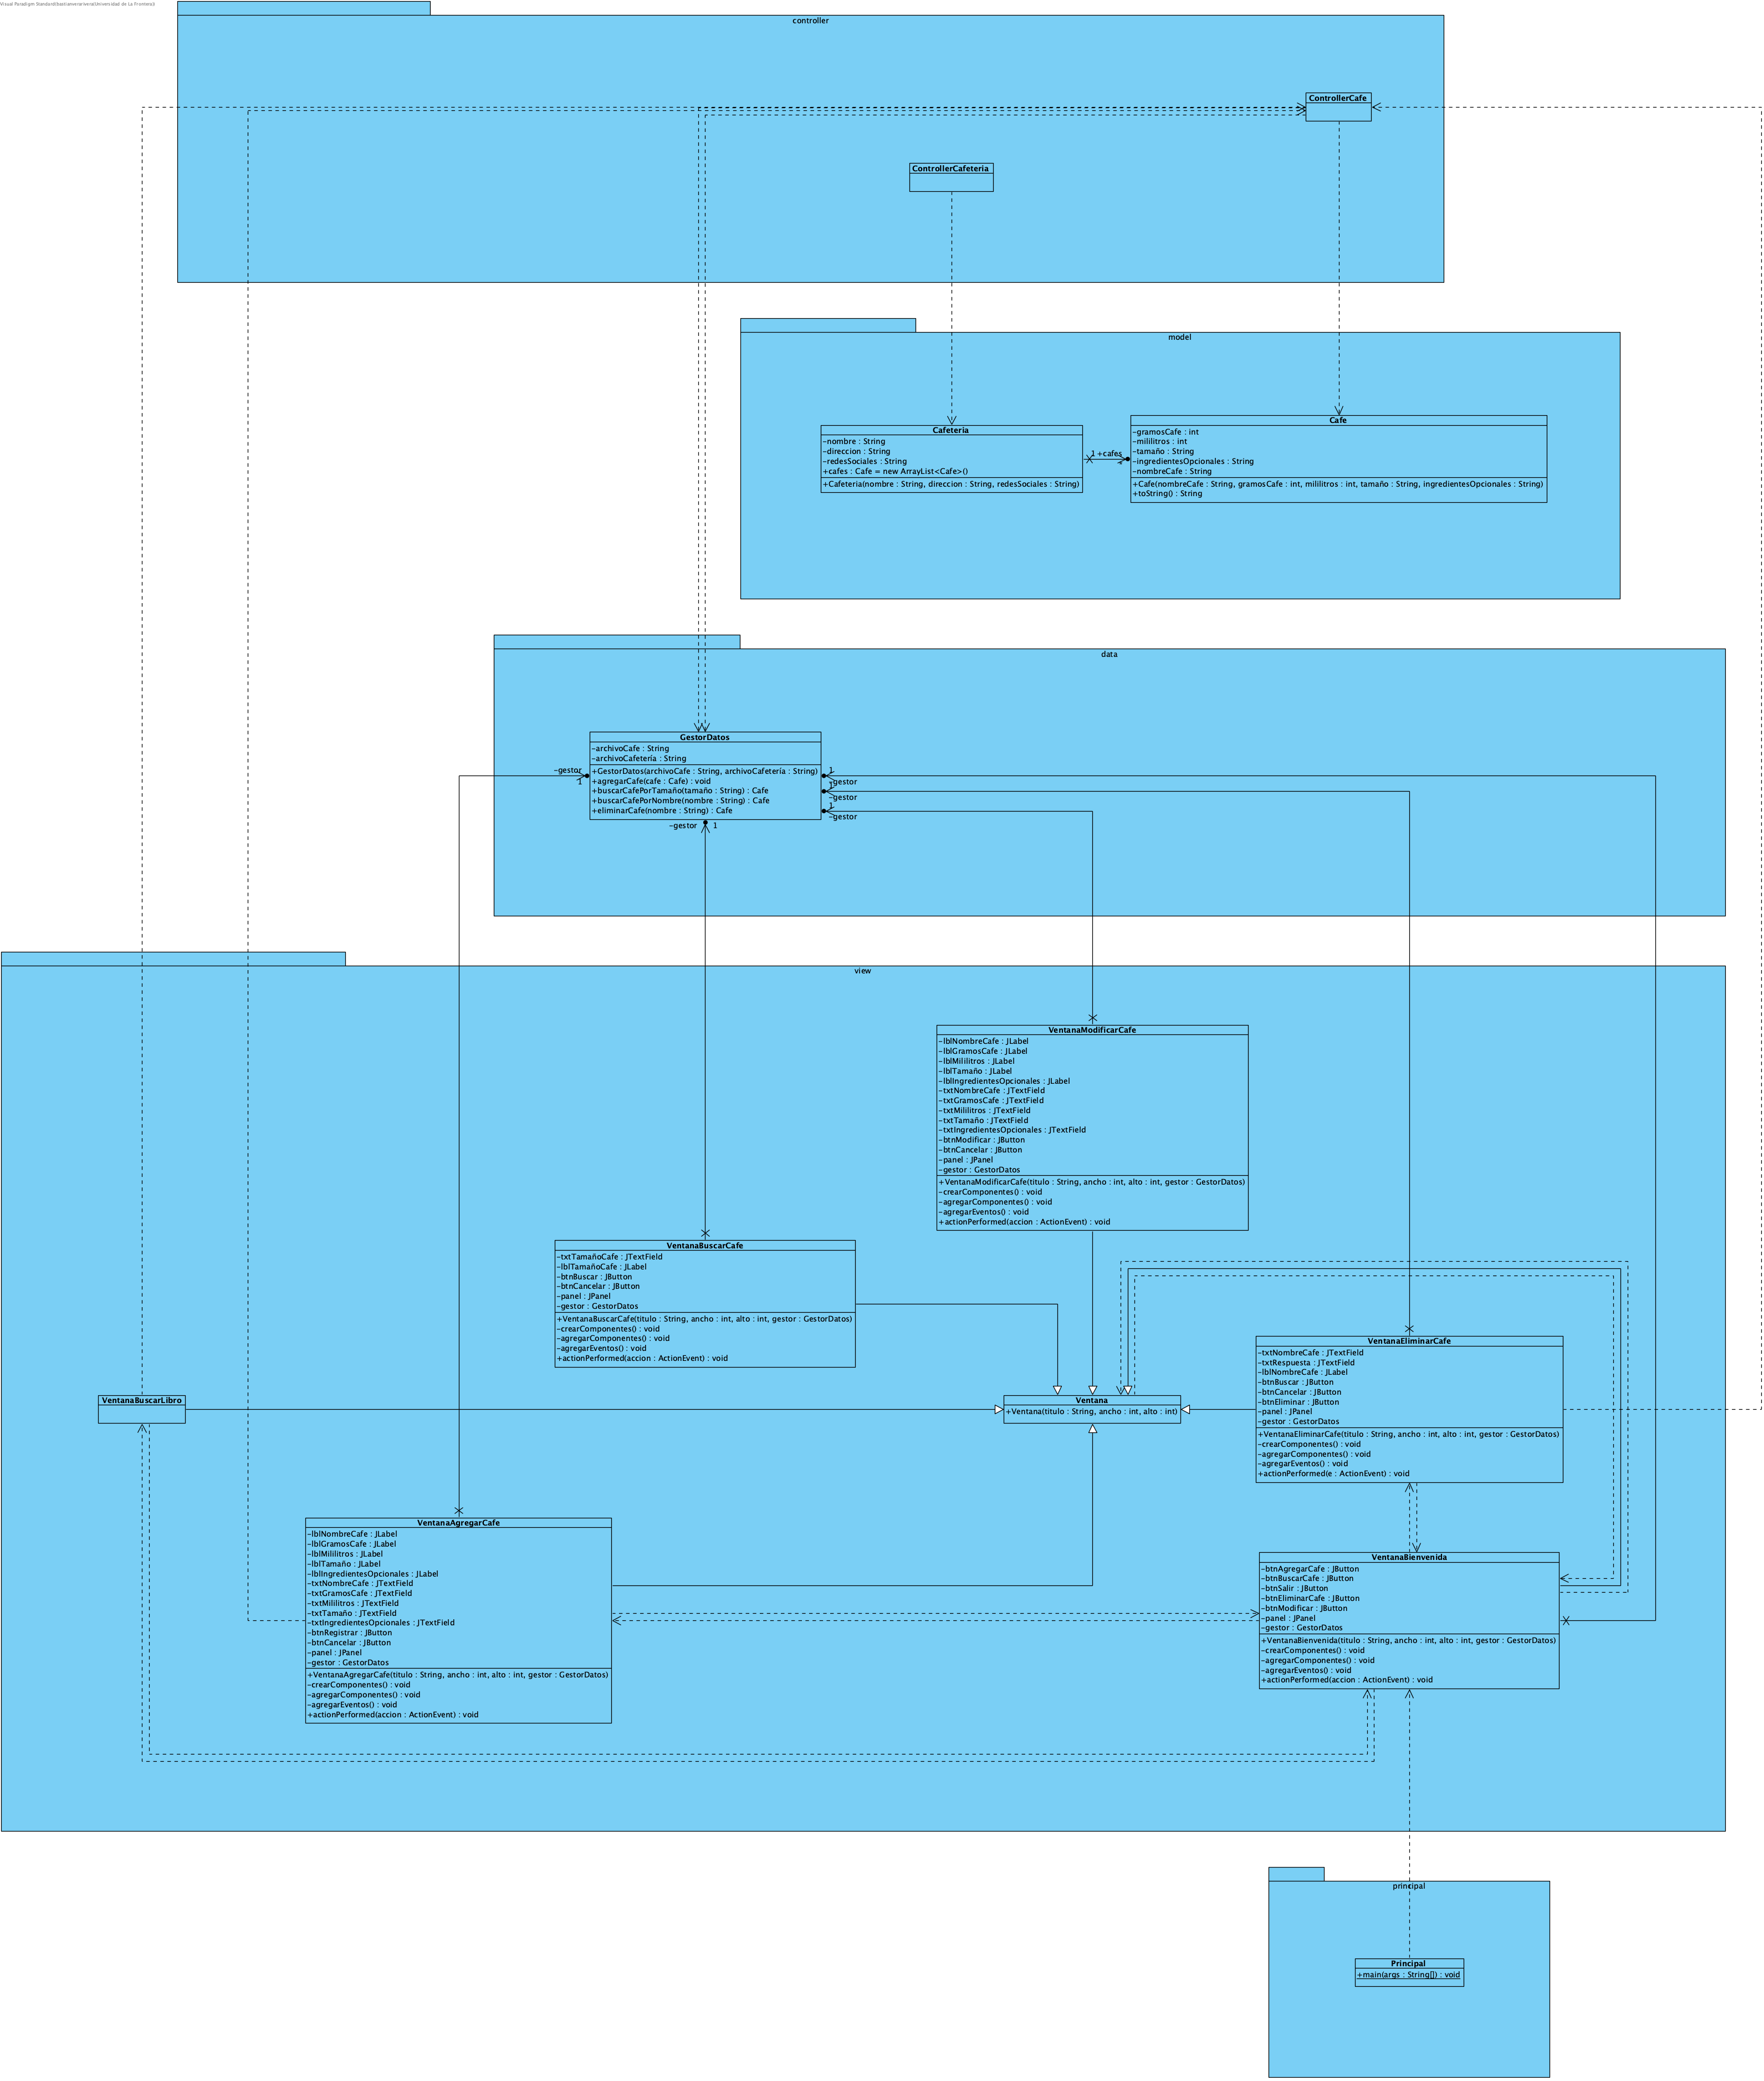 Visual Paradigm Standard(bastianverarivera(Universidad de La Frontera))
controller
ControllerCafe
ControllerCafeteria
model
Cafeteria
-nombre : String
-direccion : String
-redesSociales : String
+cafes : Cafe = new ArrayList<Cafe>()
+Cafeteria(nombre : String, direccion : String, redesSociales : String)
1 +cafes
*
Cafe
-gramosCafe : int
-mililitros : int
-tamaño : String
-ingredientesOpcionales : String
-nombreCafe : String
+Cafe(nombreCafe : String, gramosCafe : int, mililitros : int, tamaño : String, ingredientesOpcionales : String)
+toString() : String
data
GestorDatos
-archivoCafe : String
-archivoCafetería : String
+GestorDatos(archivoCafe : String, archivoCafetería : String)
+agregarCafe(cafe : Cafe) : void
+buscarCafePorTamaño(tamaño : String) : Cafe
+buscarCafePorNombre(nombre : String) : Cafe
+eliminarCafe(nombre : String) : Cafe
-gestor
1
1
-gestor
1
-gestor
1
-gestor
-gestor
1
view
VentanaModificarCafe
-lblNombreCafe : JLabel
-lblGramosCafe : JLabel
-lblMililitros : JLabel
-lblTamaño : JLabel
-lblIngredientesOpcionales : JLabel
-txtNombreCafe : JTextField
-txtGramosCafe : JTextField
-txtMililitros : JTextField
-txtTamaño : JTextField
-txtIngredientesOpcionales : JTextField
-btnModificar : JButton
-btnCancelar : JButton
-panel : JPanel
-gestor : GestorDatos
+VentanaModificarCafe(titulo : String, ancho : int, alto : int, gestor : GestorDatos)
-crearComponentes() : void
-agregarComponentes() : void
-agregarEventos() : void
+actionPerformed(accion : ActionEvent) : void
VentanaBuscarCafe
-txtTamañoCafe : JTextField
-lblTamañoCafe : JLabel
-btnBuscar : JButton
-btnCancelar : JButton
-panel : JPanel
-gestor : GestorDatos
+VentanaBuscarCafe(titulo : String, ancho : int, alto : int, gestor : GestorDatos)
-crearComponentes() : void
-agregarComponentes() : void
-agregarEventos() : void
+actionPerformed(accion : ActionEvent) : void
VentanaEliminarCafe
-txtNombreCafe : JTextField
-txtRespuesta : JTextField
-lblNombreCafe : JLabel
-btnBuscar : JButton
-btnCancelar : JButton
-btnEliminar : JButton
-panel : JPanel
-gestor : GestorDatos
+VentanaEliminarCafe(titulo : String, ancho : int, alto : int, gestor : GestorDatos)
-crearComponentes() : void
-agregarComponentes() : void
-agregarEventos() : void
+actionPerformed(e : ActionEvent) : void
VentanaBuscarLibro
Ventana
+Ventana(titulo : String, ancho : int, alto : int)
VentanaAgregarCafe
-lblNombreCafe : JLabel
-lblGramosCafe : JLabel
-lblMililitros : JLabel
-lblTamaño : JLabel
-lblIngredientesOpcionales : JLabel
-txtNombreCafe : JTextField
-txtGramosCafe : JTextField
-txtMililitros : JTextField
-txtTamaño : JTextField
-txtIngredientesOpcionales : JTextField
-btnRegistrar : JButton
-btnCancelar : JButton
-panel : JPanel
-gestor : GestorDatos
+VentanaAgregarCafe(titulo : String, ancho : int, alto : int, gestor : GestorDatos)
-crearComponentes() : void
-agregarComponentes() : void
-agregarEventos() : void
+actionPerformed(accion : ActionEvent) : void
VentanaBienvenida
-btnAgregarCafe : JButton
-btnBuscarCafe : JButton
-btnSalir : JButton
-btnEliminarCafe : JButton
-btnModificar : JButton
-panel : JPanel
-gestor : GestorDatos
+VentanaBienvenida(titulo : String, ancho : int, alto : int, gestor : GestorDatos)
-crearComponentes() : void
-agregarComponentes() : void
-agregarEventos() : void
+actionPerformed(accion : ActionEvent) : void
principal
Principal
+main(args : String[]) : void